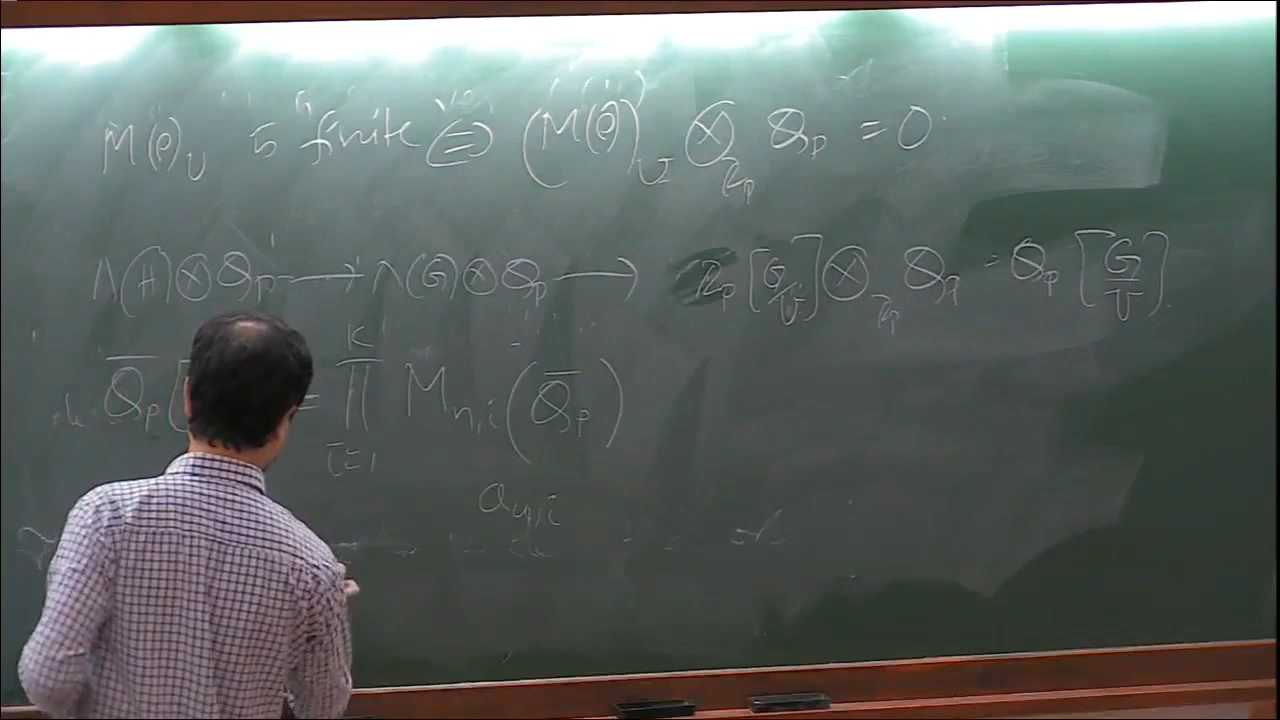 M(ρ)_U is finite ⇔ (M(ρ))_U ⊗_{Z_p} Q_p = 0.
Λ(H)⊗Q_p → Λ(G)⊗Q_p → Z_p[G/U]⊗_{Z_p} Q_p = Q_p[G/U].
Q̄_p[ = ∏_{i=1}^{K} M_{n,i}(Q̄_p)
a_{y,i}